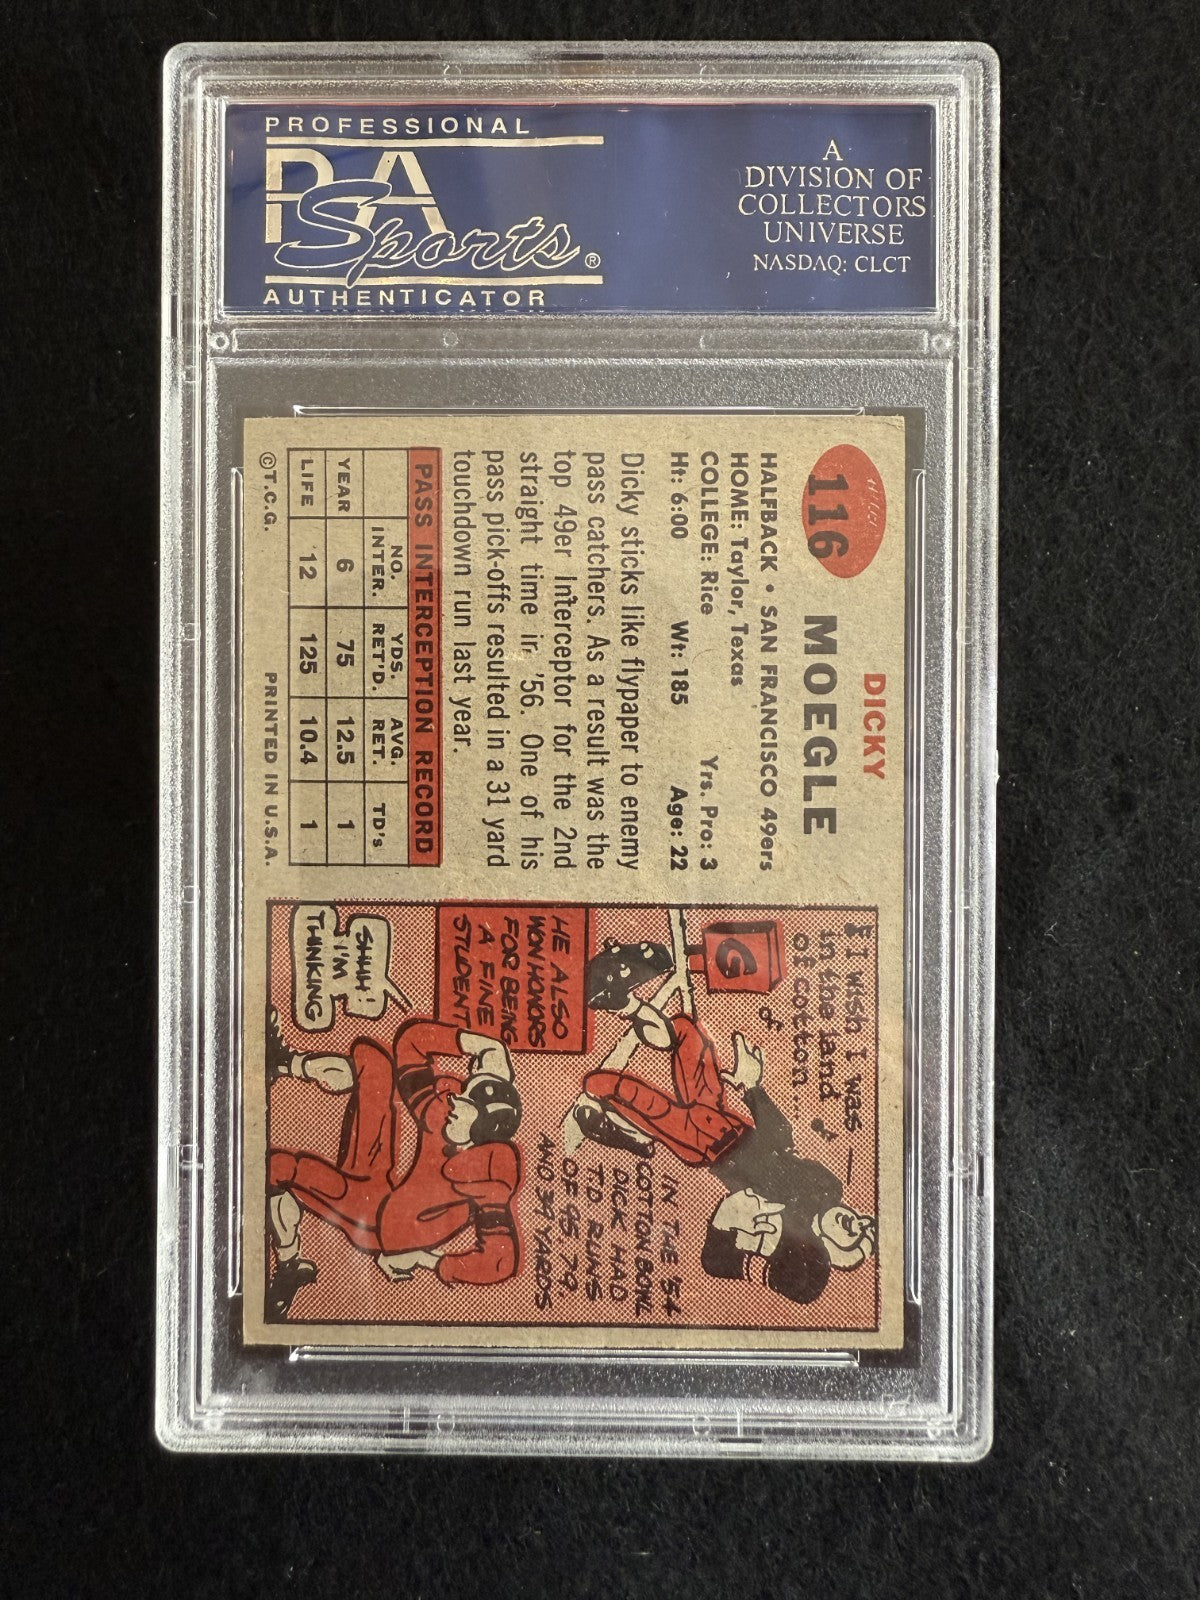 PROFESSIONAL
PSA
Sports®
AUTHENTICATOR
A
DIVISION OF
COLLECTORS
UNIVERSE
NASDAQ: CLCT
116
DICKY
MOEGLE
HALFBACK • SAN FRANCISCO 49ers
HOME: Taylor, Texas
COLLEGE: Rice Yrs. Pro: 3
Ht: 6:00 Wt: 185 Age: 22
Dicky sticks like flypaper to enemy
pass catchers. As a result was the
top 49er Interceptor for the 2nd
straight time in '56. One of his
pass pick-offs resulted in a 31 yard
touchdown run last year.
PASS INTERCEPTION RECORD
NO. INTER. YDS. RET'D. AVG. RET. TD's
YEAR 6 75 12.5 1
LIFE 12 125 10.4 1
©T.C.G. PRINTED IN U.S.A.
I wish I was—
in the land ♪
of cotton...
G
of
IN THE '54
COTTON BOWL
DICK HAD
T.D. RUNS
OF 95, 79,
AND 34 YARDS
HE ALSO
WON HONORS
FOR BEING
A FINE
STUDENT
SHHH!
I'M
THINKING